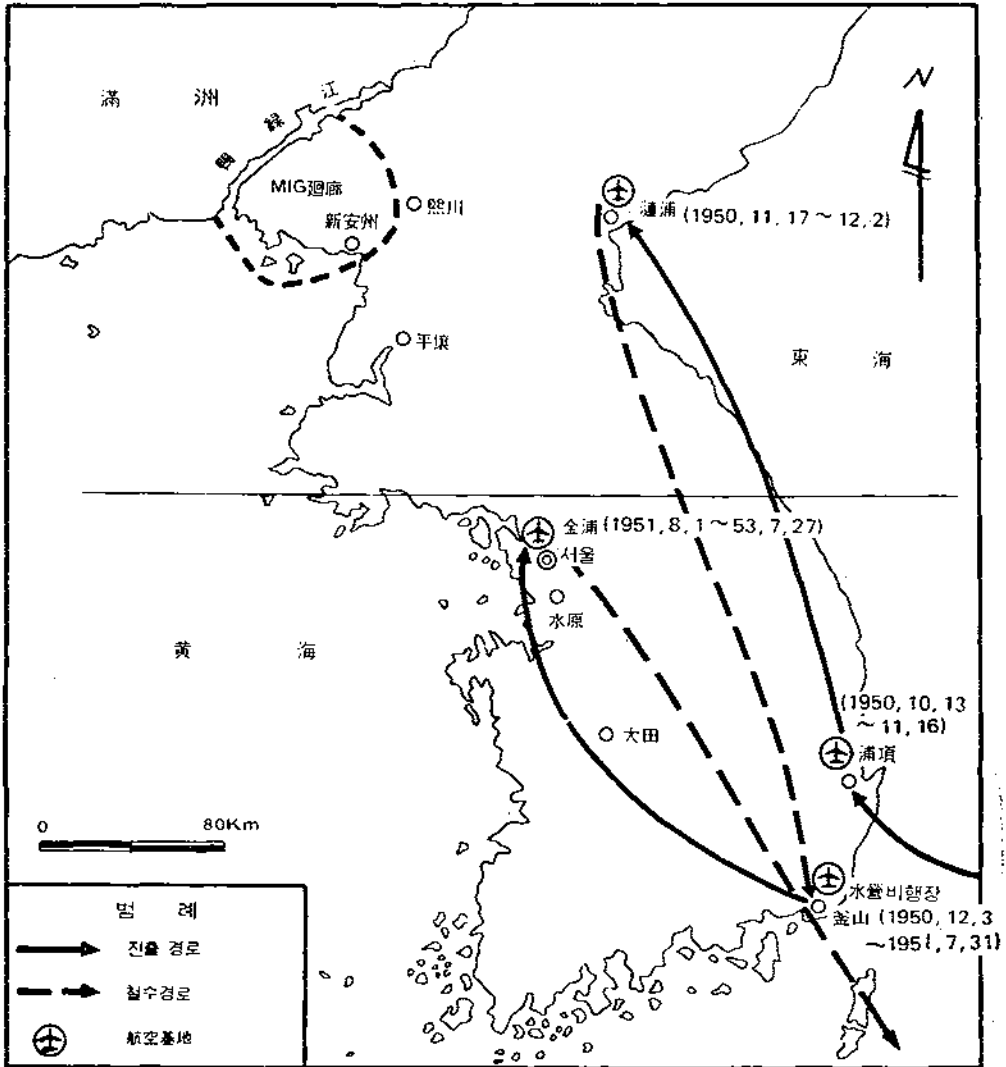 滿 洲
鴨 綠 江
N
MIG廻廊
熙川
新安州
漣浦 (1950, 11, 17 ~ 12, 2)
平壤
東 海
金浦 (1951, 8, 1 ~ 53, 7, 27)
서울
水原
黄 海
(1950, 10, 13
~ 11, 16)
大田
浦項
0 80Km
水營비행장
釜山 (1950, 12, 3
~1951, 7, 31)
범 례
진출 경로
철수경로
航空基地